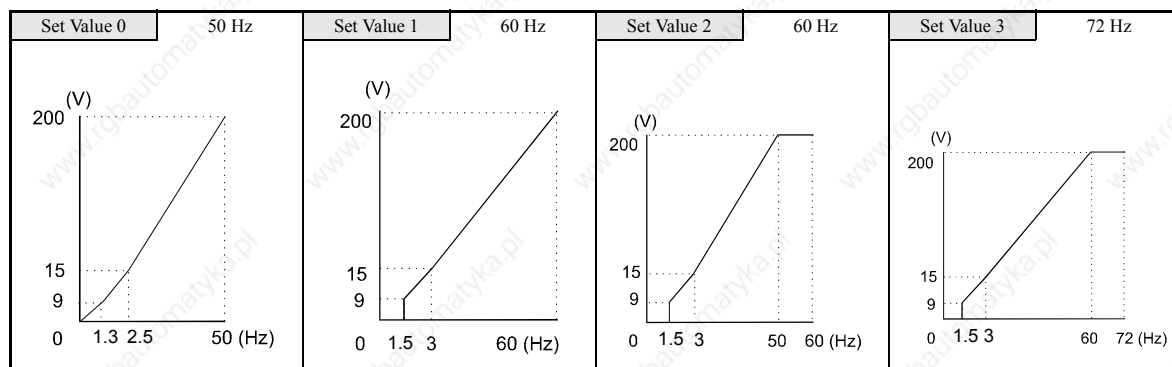 Set Value 0 50 Hz
(V)
200
15
9
0 1.3 2.5 50 (Hz)
Set Value 1 60 Hz
(V)
200
15
9
0 1.5 3 60 (Hz)
Set Value 2 60 Hz
(V)
200
15
9
0 1.5 3 50 60 (Hz)
Set Value 3 72 Hz
(V)
200
15
9
0 1.5 3 60 72 (Hz)
www.rgbautomatyka.pl